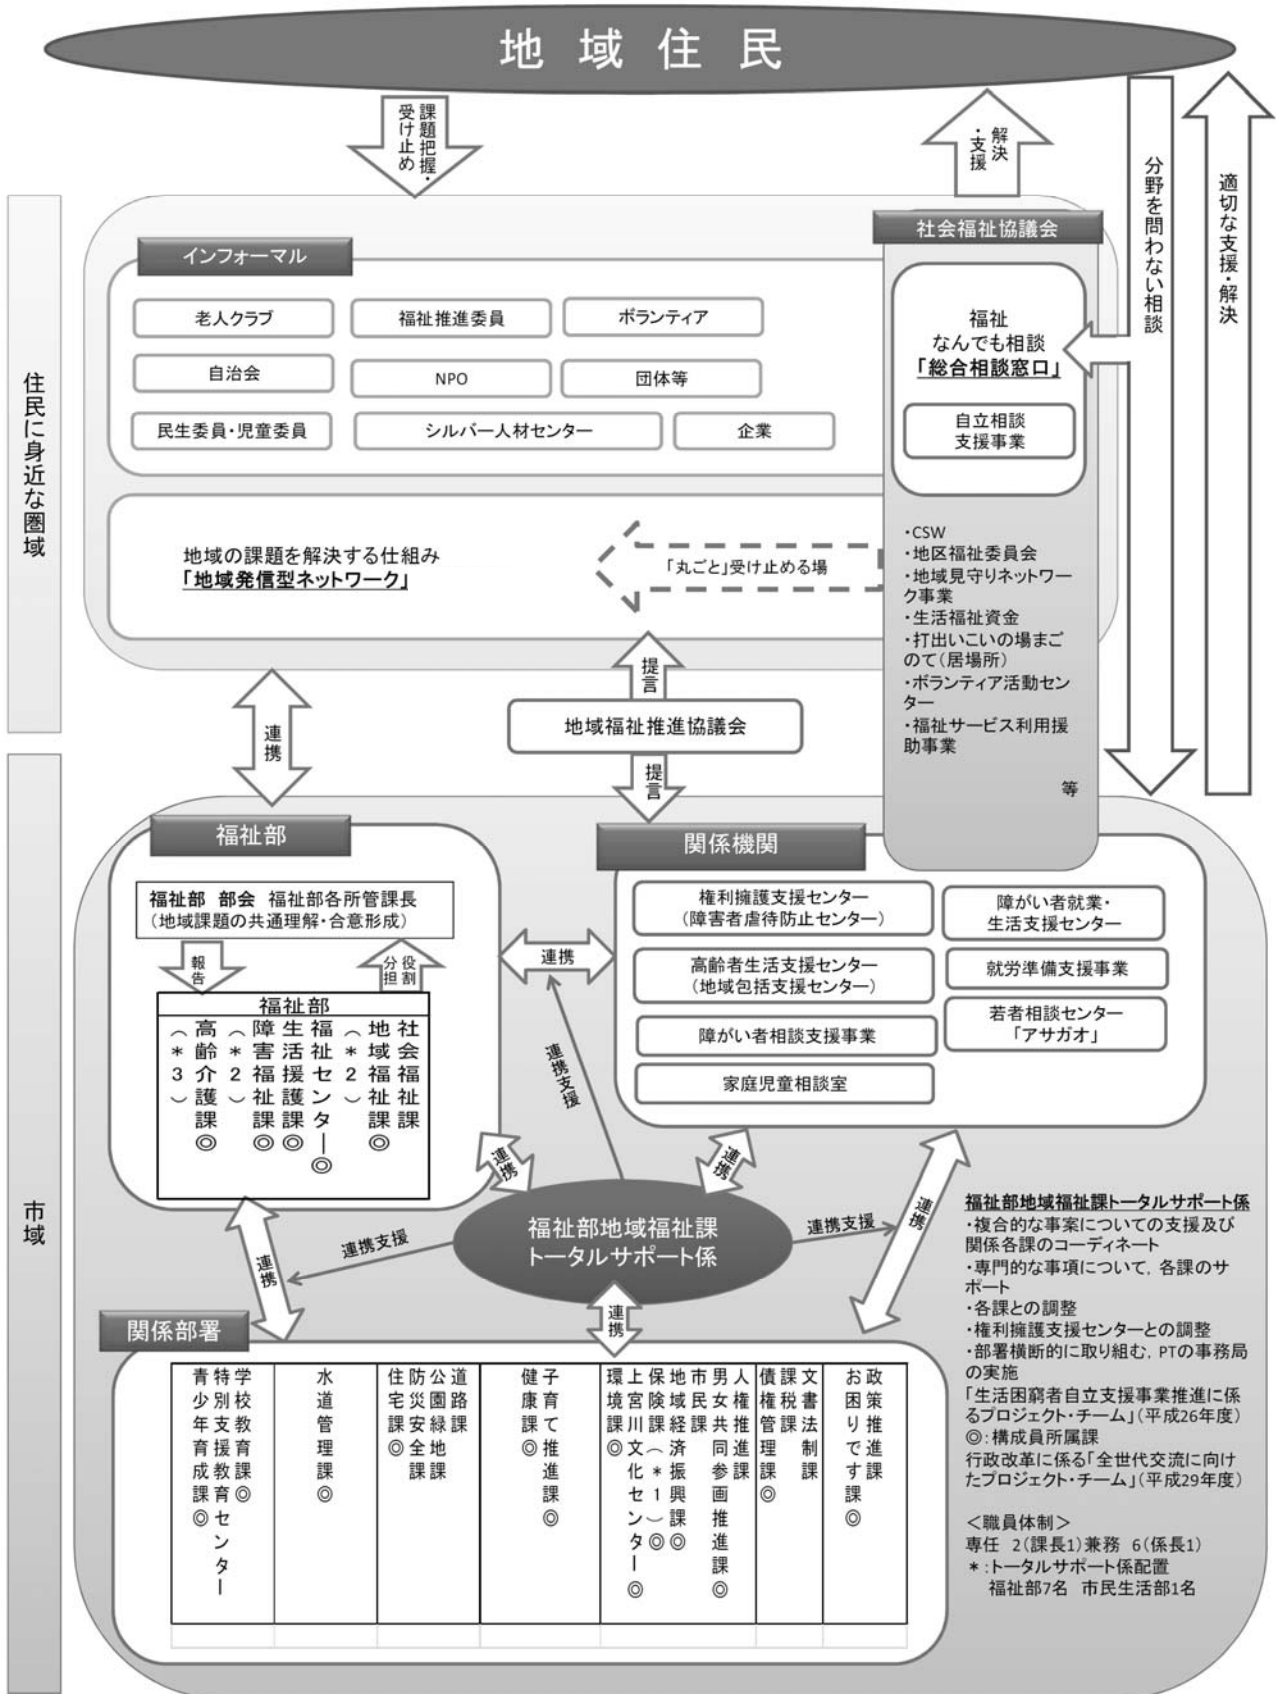 地域住民
課題把握・
受け止め
解決
・支援
分野を問わない相談
適切な支援・解決
住民に身近な圏域
インフォーマル
老人クラブ
福祉推進委員
ボランティア
自治会
NPO
団体等
民生委員・児童委員
シルバー人材センター
企業
社会福祉協議会
福祉
なんでも相談
「総合相談窓口」
自立相談
支援事業
・CSW
・地区福祉委員会
・地域見守りネットワー
ク事業
・生活福祉資金
・打出いこいの場まご
のて(居場所)
・ボランティア活動セン
ター
・福祉サービス利用援
助事業
等
地域の課題を解決する仕組み
「地域発信型ネットワーク」
「丸ごと」受け止める場
連携
提言
地域福祉推進協議会
提言
市域
福祉部
福祉部 部会 福祉部各所管課長
(地域課題の共通理解・合意形成)
報告
役割
分担
福祉部
社会福祉課
地域福祉課◎
(*2)
福祉センター◎
生活援護課◎
障害福祉課◎
(*2)
高齢介護課◎
(*3)
連携
関係機関
権利擁護支援センター
(障害者虐待防止センター)
高齢者生活支援センター
(地域包括支援センター)
障がい者相談支援事業
家庭児童相談室
障がい者就業・
生活支援センター
就労準備支援事業
若者相談センター
「アサガオ」
連携支援
連携
連携
連携
連携支援
福祉部地域福祉課
トータルサポート係
連携支援
連携
連携
関係部署
政策推進課
お困りです課◎
文書法制課
課税課
債権管理課◎
人権推進課
男女共同参画推進課◎
市民課
地域経済振興課◎
保険課(*1)◎
上宮川文化センター◎
環境課◎
子育て推進課◎
健康課◎
道路課
公園緑地課
防災安全課
住宅課◎
水道管理課◎
学校教育課◎
特別支援教育センター
青少年育成課◎
福祉部地域福祉課トータルサポート係
・複合的な事案についての支援及び
関係各課のコーディネート
・専門的な事項について，各課のサ
ポート
・各課との調整
・権利擁護支援センターとの調整
・部署横断的に取り組む，PTの事務局
の実施
「生活困窮者自立支援事業推進に係
るプロジェクト・チーム」(平成26年度)
◎:構成員所属課
行政改革に係る「全世代交流に向け
たプロジェクト・チーム」(平成29年度)
＜職員体制＞
専任 2(課長1)兼務 6(係長1)
*:トータルサポート係配置
福祉部7名 市民生活部1名